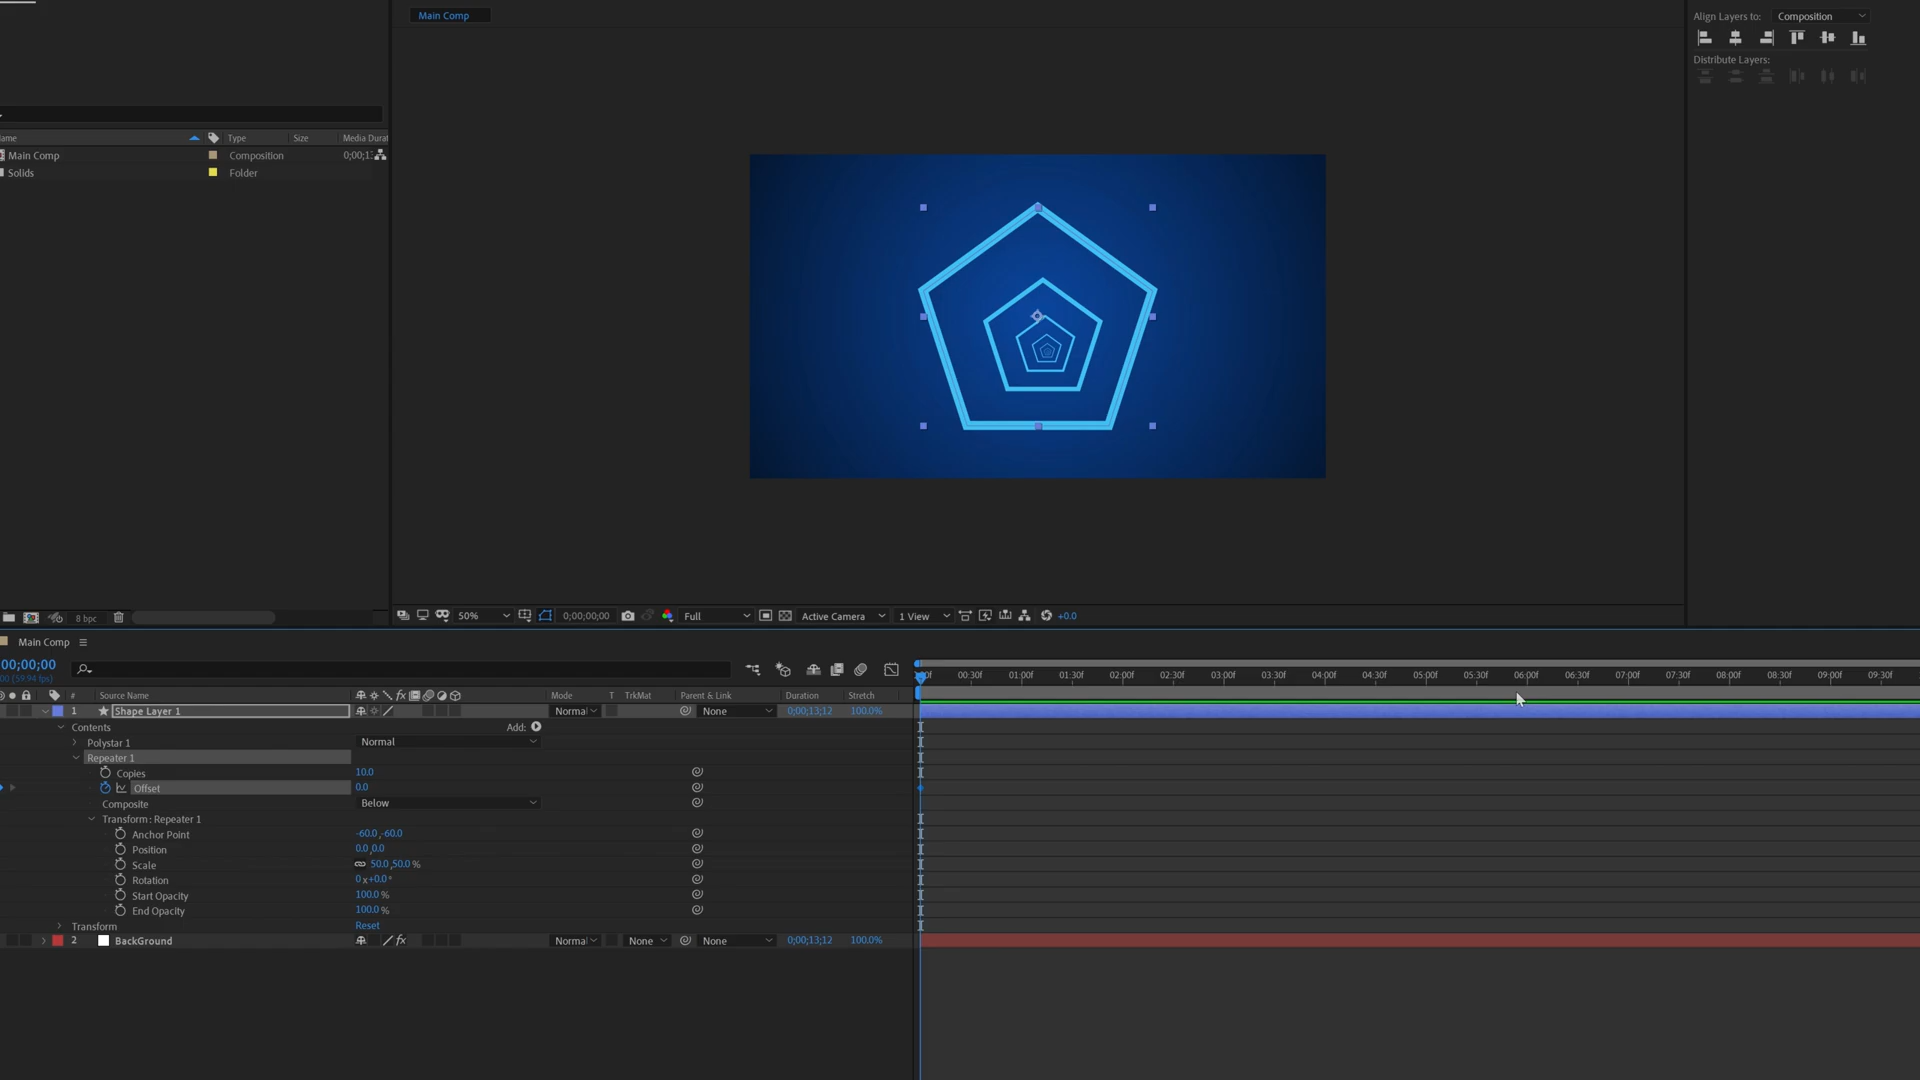 Main Comp
Align Layers to: Composition
Distribute Layers:
ame Type Size Media Durat
Main Comp Composition 0;00;1
Solids Folder
8 bpc
50% 0;00;00;00 Full Active Camera 1 View +0.0
Main Comp
00;00;00
00 (59.94 fps)
00f 00:30f 01:00f 01:30f 02:00f 02:30f 03:00f 03:30f 04:00f 04:30f 05:00f 05:30f 06:00f 06:30f 07:00f 07:30f 08:00f 08:30f 09:00f 09:30f
# Source Name fx Mode T TrkMat Parent & Link Duration Stretch
1 Shape Layer 1 Normal None 0;00;13;12 100.0%
Contents Add:
Polystar 1 Normal
Repeater 1
Copies 10.0
Offset 0.0
Composite Below
Transform: Repeater 1
Anchor Point -60.0,-60.0
Position 0.0,0.0
Scale 50.0,50.0 %
Rotation 0x+0.0°
Start Opacity 100.0 %
End Opacity 100.0 %
Transform Reset
2 BackGround fx Normal None None 0;00;13;12 100.0%